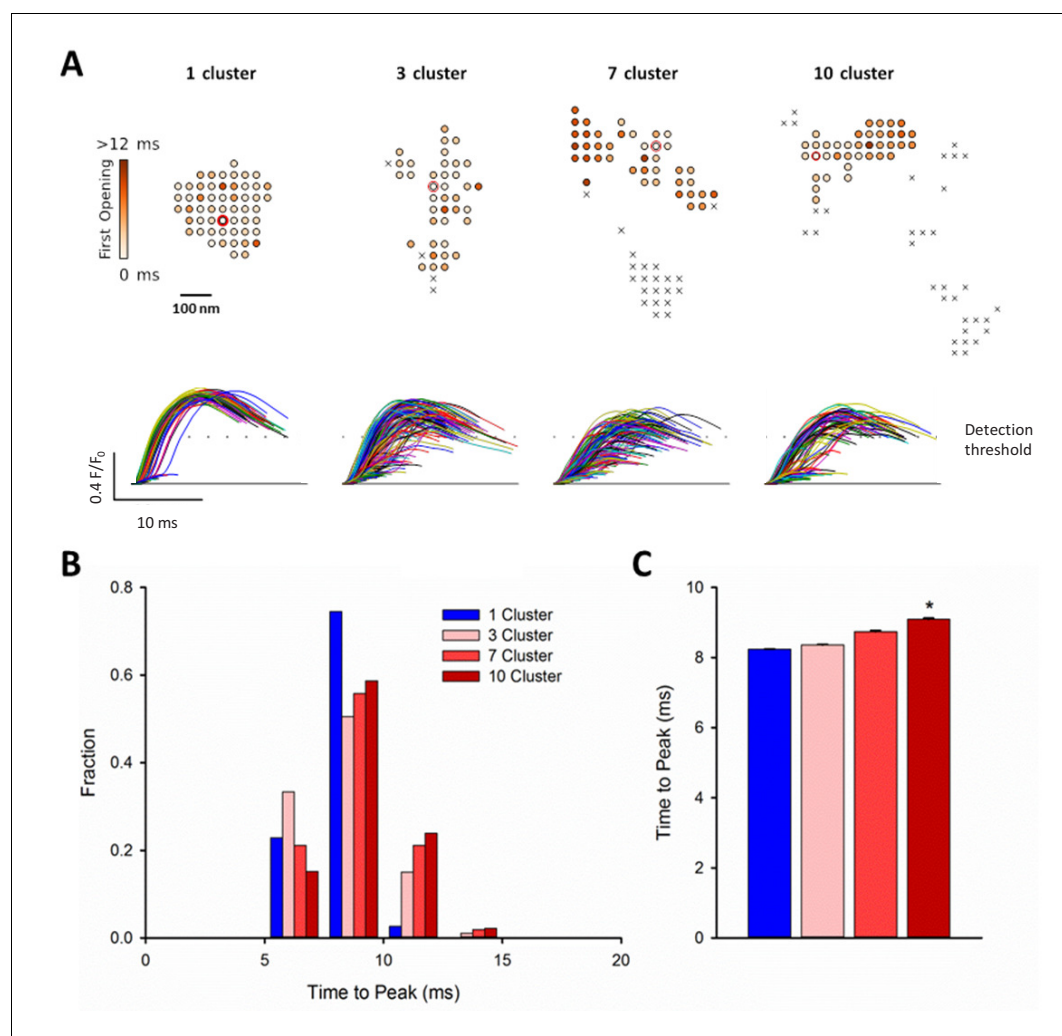 A
1 cluster
3 cluster
7 cluster
10 cluster
>12 ms
First Opening
0 ms
100 nm
0.4 F/F0
10 ms
Detection
threshold
B
Fraction
0.8
0.6
0.4
0.2
0.0
0
5
10
15
20
Time to Peak (ms)
1 Cluster
3 Cluster
7 Cluster
10 Cluster
C
Time to Peak (ms)
10
8
6
4
2
0
*